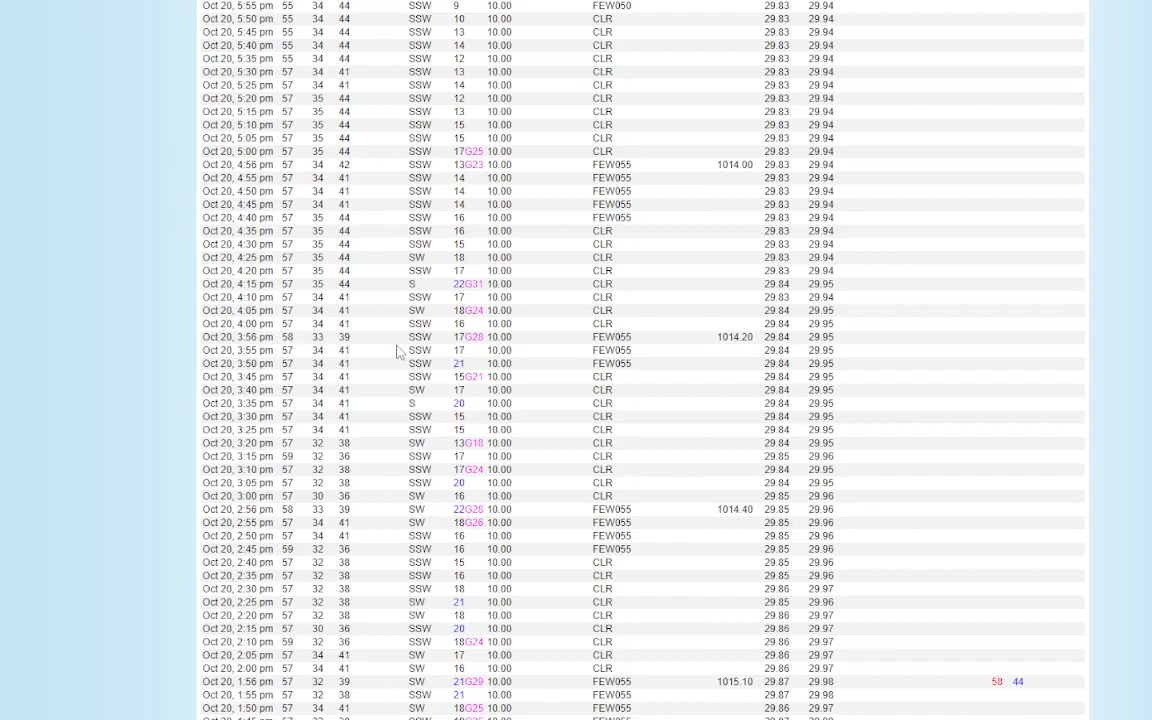 Oct 20, 5:55 pm 55 34 44 SSW 9 10.00 FEW050 29.83 29.94
Oct 20, 5:50 pm 55 34 44 SSW 10 10.00 CLR 29.83 29.94
Oct 20, 5:45 pm 55 34 44 SSW 13 10.00 CLR 29.83 29.94
Oct 20, 5:40 pm 55 34 44 SSW 14 10.00 CLR 29.83 29.94
Oct 20, 5:35 pm 55 34 44 SSW 12 10.00 CLR 29.83 29.94
Oct 20, 5:30 pm 57 34 41 SSW 13 10.00 CLR 29.83 29.94
Oct 20, 5:25 pm 57 34 41 SSW 14 10.00 CLR 29.83 29.94
Oct 20, 5:20 pm 57 35 44 SSW 12 10.00 CLR 29.83 29.94
Oct 20, 5:15 pm 57 35 44 SSW 13 10.00 CLR 29.83 29.94
Oct 20, 5:10 pm 57 35 44 SSW 15 10.00 CLR 29.83 29.94
Oct 20, 5:05 pm 57 35 44 SSW 15 10.00 CLR 29.83 29.94
Oct 20, 5:00 pm 57 35 44 SSW 17G25 10.00 CLR 29.83 29.94
Oct 20, 4:56 pm 57 34 42 SSW 13G23 10.00 FEW055 1014.00 29.83 29.94
Oct 20, 4:55 pm 57 34 41 SSW 14 10.00 FEW055 29.83 29.94
Oct 20, 4:50 pm 57 34 41 SSW 14 10.00 FEW055 29.83 29.94
Oct 20, 4:45 pm 57 34 41 SSW 14 10.00 FEW055 29.83 29.94
Oct 20, 4:40 pm 57 35 44 SSW 16 10.00 FEW055 29.83 29.94
Oct 20, 4:35 pm 57 35 44 SSW 16 10.00 CLR 29.83 29.94
Oct 20, 4:30 pm 57 35 44 SSW 15 10.00 CLR 29.83 29.94
Oct 20, 4:25 pm 57 35 44 SW 18 10.00 CLR 29.83 29.94
Oct 20, 4:20 pm 57 35 44 SSW 17 10.00 CLR 29.83 29.94
Oct 20, 4:15 pm 57 35 44 S 22G31 10.00 CLR 29.84 29.95
Oct 20, 4:10 pm 57 34 41 SSW 17 10.00 CLR 29.83 29.94
Oct 20, 4:05 pm 57 34 41 SW 18G24 10.00 CLR 29.84 29.95
Oct 20, 4:00 pm 57 34 41 SSW 16 10.00 CLR 29.84 29.95
Oct 20, 3:56 pm 58 33 39 SSW 17G28 10.00 FEW055 1014.20 29.84 29.95
Oct 20, 3:55 pm 57 34 41 SSW 17 10.00 FEW055 29.84 29.95
Oct 20, 3:50 pm 57 34 41 SSW 21 10.00 FEW055 29.84 29.95
Oct 20, 3:45 pm 57 34 41 SSW 15G21 10.00 CLR 29.84 29.95
Oct 20, 3:40 pm 57 34 41 SW 17 10.00 CLR 29.84 29.95
Oct 20, 3:35 pm 57 34 41 S 20 10.00 CLR 29.84 29.95
Oct 20, 3:30 pm 57 34 41 SSW 15 10.00 CLR 29.84 29.95
Oct 20, 3:25 pm 57 34 41 SSW 15 10.00 CLR 29.84 29.95
Oct 20, 3:20 pm 57 32 38 SW 13G18 10.00 CLR 29.84 29.95
Oct 20, 3:15 pm 59 32 36 SSW 17 10.00 CLR 29.85 29.96
Oct 20, 3:10 pm 57 32 38 SSW 17G24 10.00 CLR 29.84 29.95
Oct 20, 3:05 pm 57 32 38 SSW 20 10.00 CLR 29.84 29.95
Oct 20, 3:00 pm 57 30 36 SW 16 10.00 CLR 29.85 29.96
Oct 20, 2:56 pm 58 33 39 SW 22G28 10.00 FEW055 1014.40 29.85 29.96
Oct 20, 2:55 pm 57 34 41 SW 18G26 10.00 FEW055 29.85 29.96
Oct 20, 2:50 pm 57 34 41 SSW 16 10.00 FEW055 29.85 29.96
Oct 20, 2:45 pm 59 32 36 SSW 16 10.00 FEW055 29.85 29.96
Oct 20, 2:40 pm 57 32 38 SSW 15 10.00 CLR 29.85 29.96
Oct 20, 2:35 pm 57 32 38 SSW 16 10.00 CLR 29.85 29.96
Oct 20, 2:30 pm 57 32 38 SSW 18 10.00 CLR 29.86 29.97
Oct 20, 2:25 pm 57 32 38 SW 21 10.00 CLR 29.85 29.96
Oct 20, 2:20 pm 57 32 38 SW 18 10.00 CLR 29.86 29.97
Oct 20, 2:15 pm 57 30 36 SSW 20 10.00 CLR 29.86 29.97
Oct 20, 2:10 pm 59 32 36 SSW 18G24 10.00 CLR 29.86 29.97
Oct 20, 2:05 pm 57 34 41 SW 17 10.00 CLR 29.86 29.97
Oct 20, 2:00 pm 57 34 41 SW 16 10.00 CLR 29.86 29.97
Oct 20, 1:56 pm 57 32 39 SW 21G29 10.00 FEW055 1015.10 29.87 29.98 58 44
Oct 20, 1:55 pm 57 32 38 SSW 21 10.00 FEW055 29.87 29.98
Oct 20, 1:50 pm 57 34 41 SW 18G25 10.00 FEW055 29.86 29.97